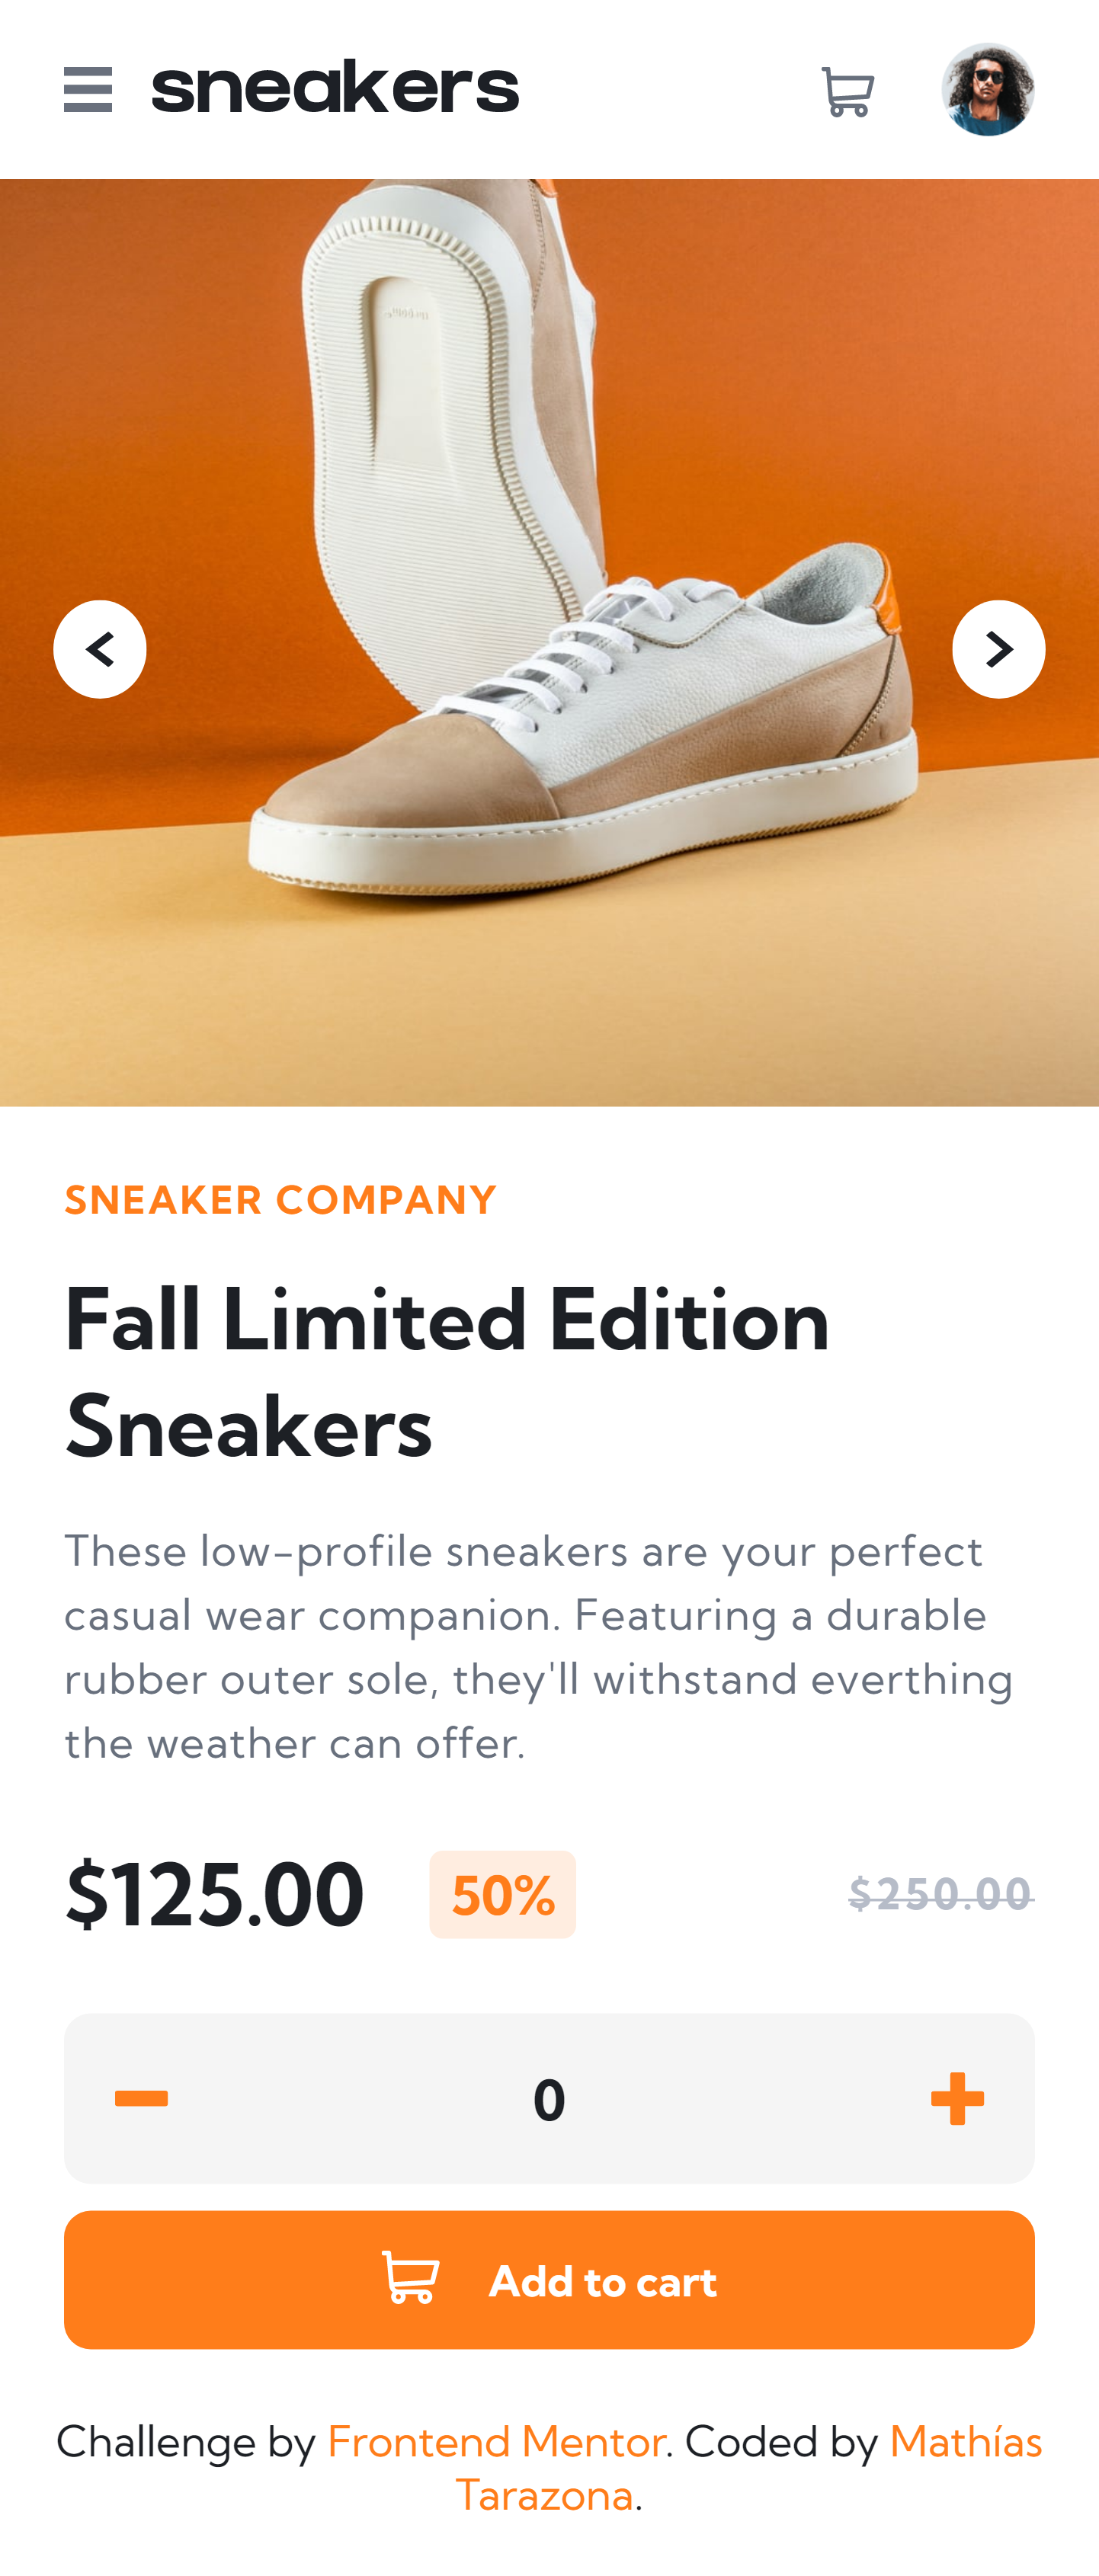 sneakers
SNEAKER COMPANY
Fall Limited Edition
Sneakers
These low-profile sneakers are your perfect
casual wear companion. Featuring a durable
rubber outer sole, they'll withstand everthing
the weather can offer.
$125.00 50% $250.00
0
Add to cart
Challenge by Frontend Mentor. Coded by Mathías
Tarazona.